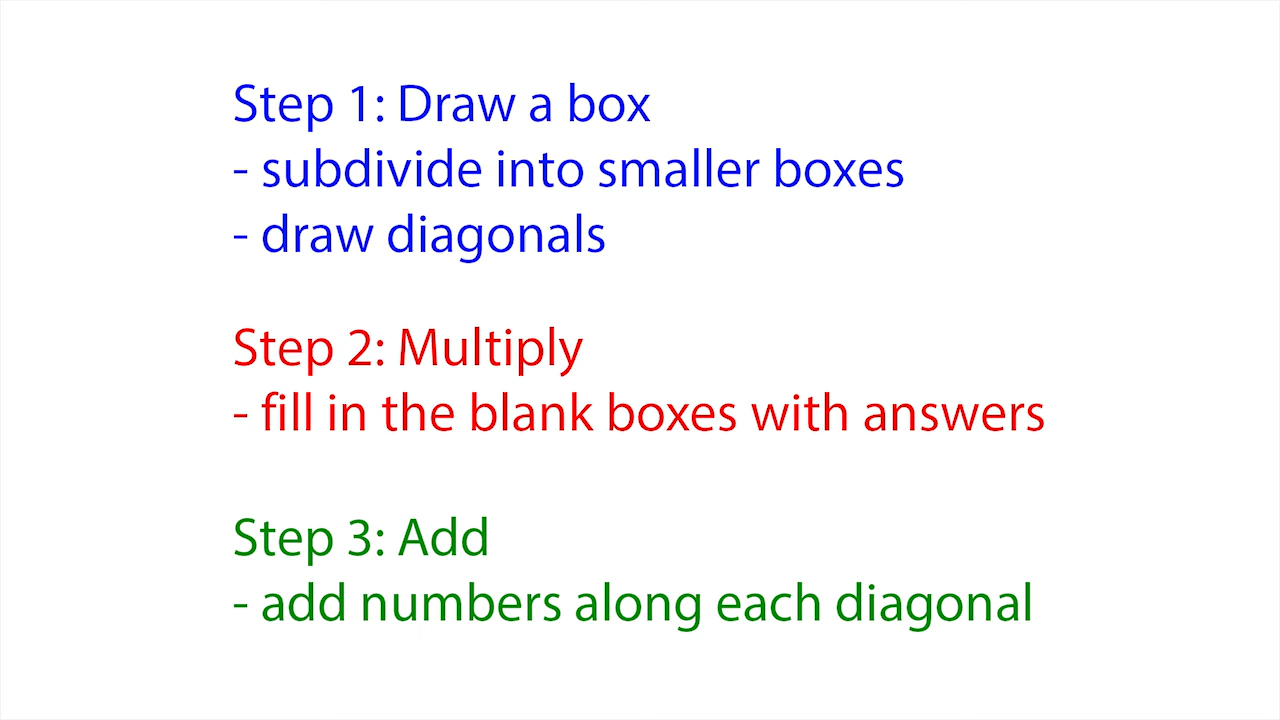 Step 1: Draw a box
- subdivide into smaller boxes
- draw diagonals
Step 2: Multiply
- fill in the blank boxes with answers
Step 3: Add
- add numbers along each diagonal